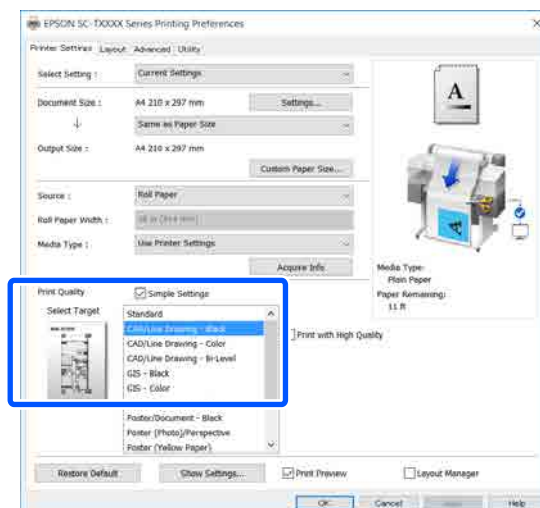 EPSON SC-TXXXX Series Printing Preferences
Printer Settings Layout Advanced Utility
Select Setting : Current Settings
Document Size : A4 210 x 297 mm Settings...
Same as Paper Size
Output Size : A4 210 x 297 mm
Custom Paper Size...
Source : Roll Paper
Roll Paper Width :
Media Type : Use Printer Settings
Acquire Info
A
Media Type:
Plain Paper
Paper Remaining:
11 ft
Print Quality Simple Settings
Select Target Standard
CAD/Line Drawing - Black
CAD/Line Drawing - Color
CAD/Line Drawing - Bi-Level
GIS - Black
GIS - Color
Print with High Quality
Poster/Document - Black
Poster (Photo)/Perspective
Poster (Yellow Paper)
Restore Default Show Settings... Print Preview Layout Manager
OK Cancel Help